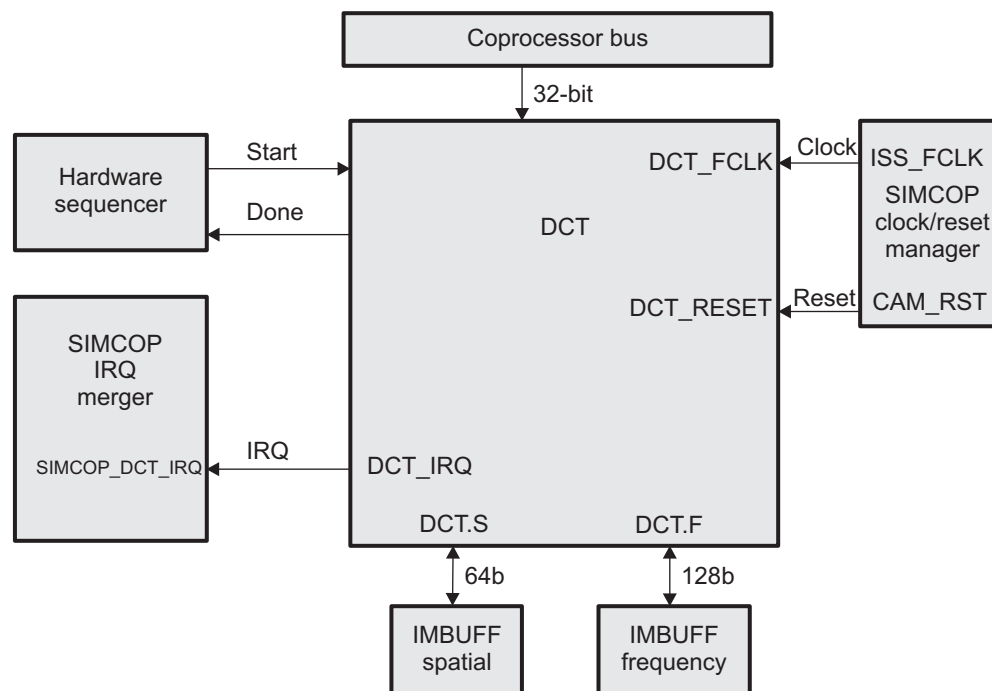 Coprocessor bus
32-bit
Hardware
sequencer
Start
Done
DCT_FCLK
Clock
ISS_FCLK
SIMCOP
clock/reset
manager
DCT
DCT_RESET
Reset
CAM_RST
SIMCOP
IRQ
merger
SIMCOP_DCT_IRQ
IRQ
DCT_IRQ
DCT.S
DCT.F
64b
128b
IMBUFF
spatial
IMBUFF
frequency